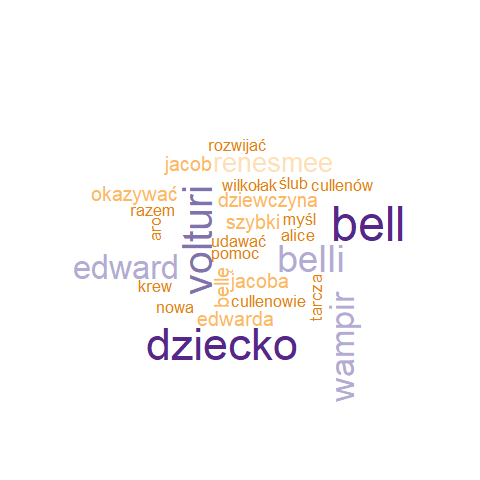 rozwijać
jacob
renesmee
wilkołak
ślub
cullenów
okazywać
dziewczyna
razem
aro
volturi
szybki
myśl
bell
udawać
alice
pomoc
belli
edward
krew
bellę
jacoba
tarcza
wampir
nowa
cullenowie
edwarda
dziecko